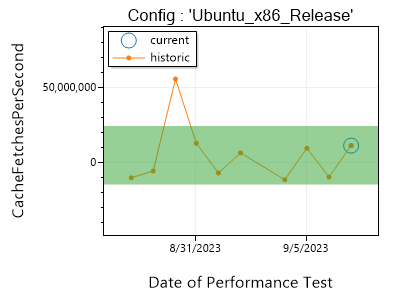 Config : 'Ubuntu_x86_Release'
current
historic
50,000,000
0
CacheFetchesPerSecond
8/31/2023
9/5/2023
Date of Performance Test